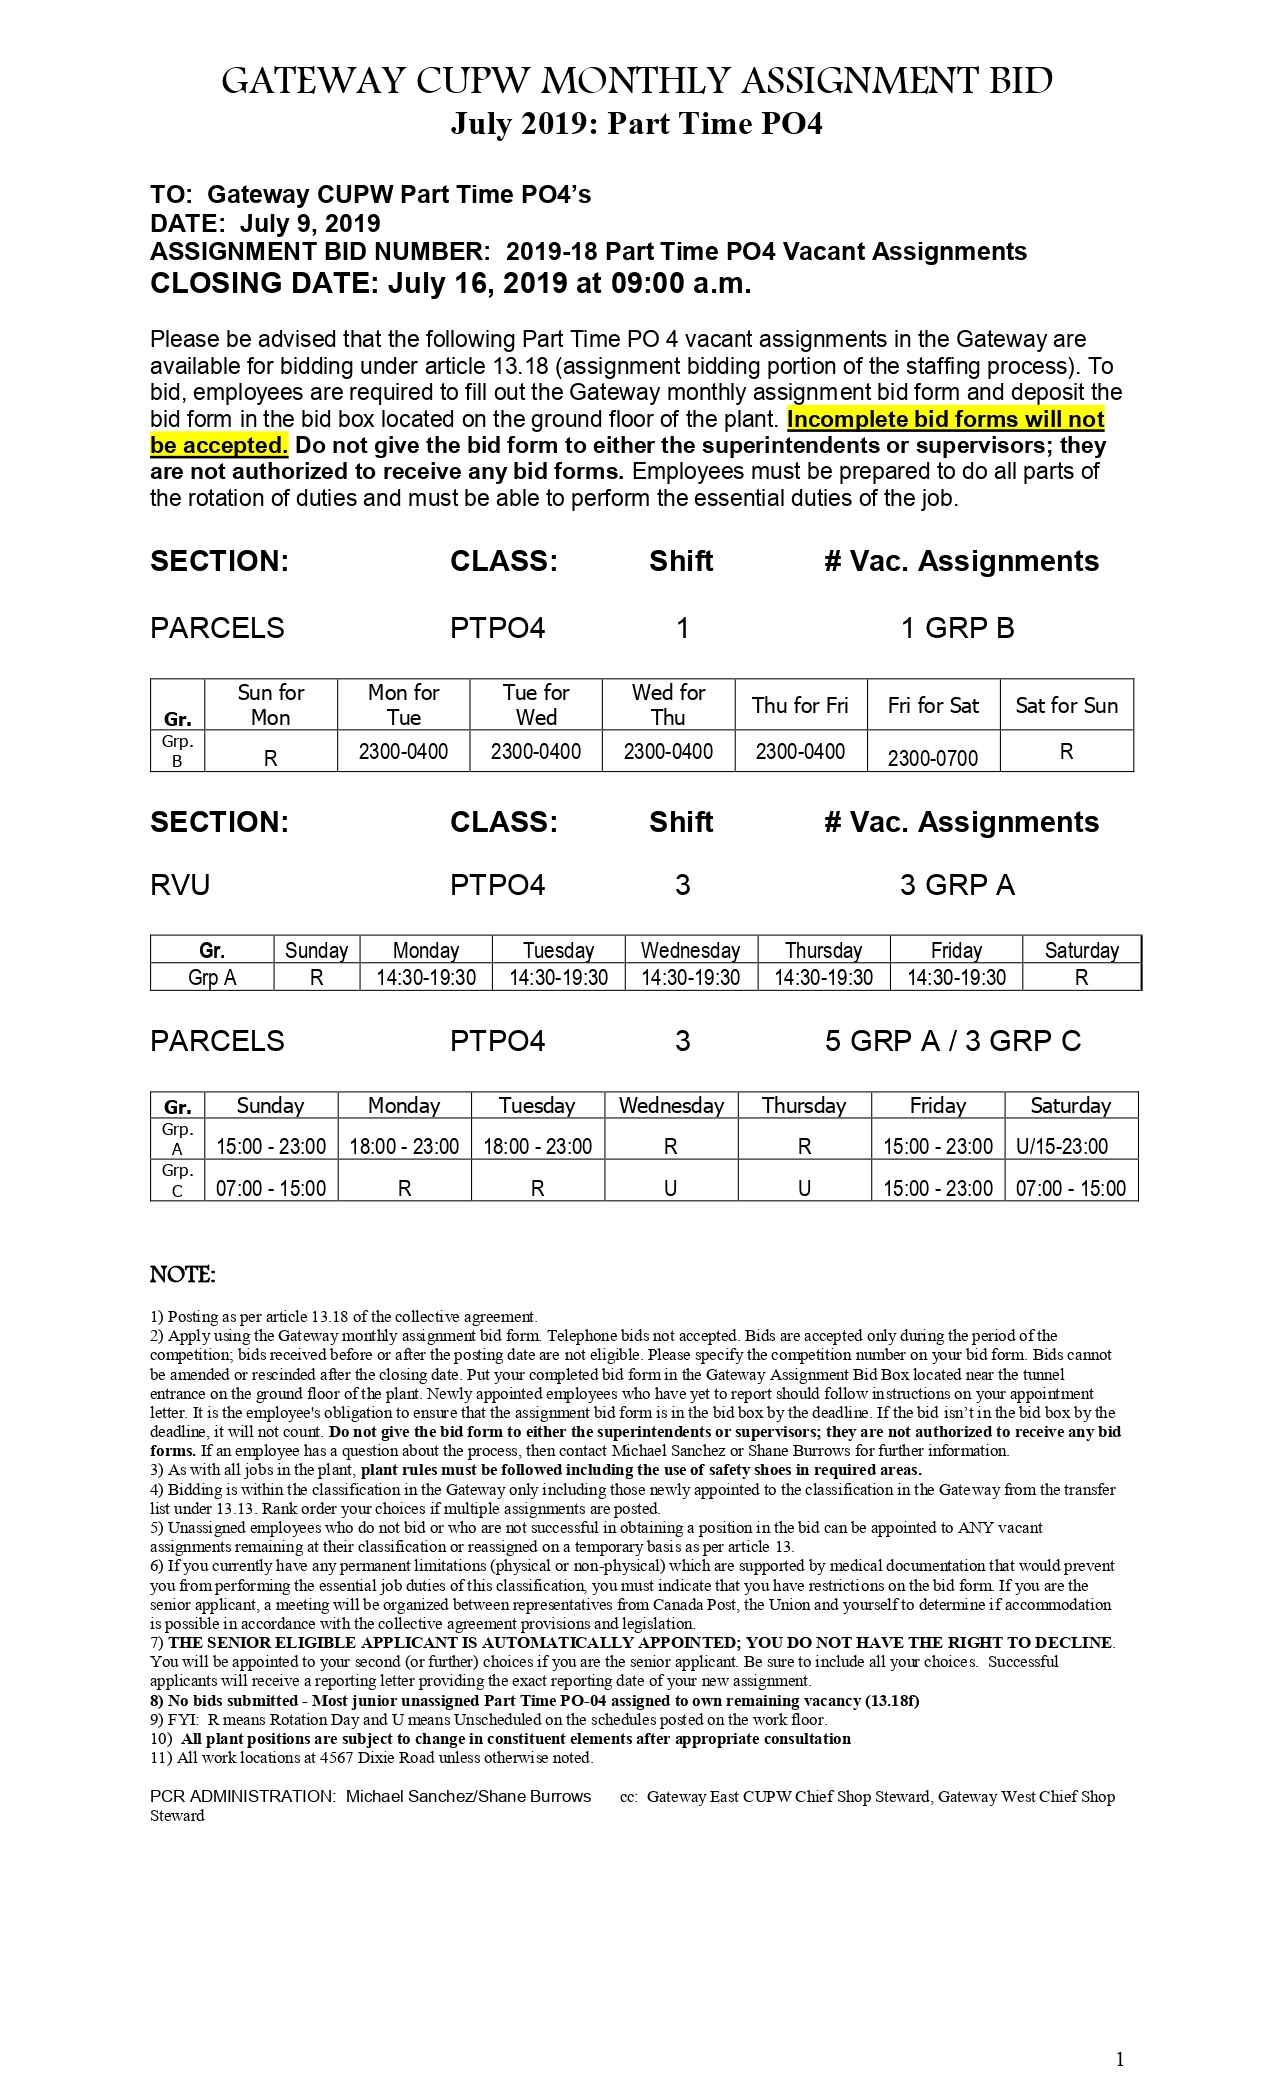 GATEWAY CUPW MONTHLY ASSIGNMENT BID
July 2019: Part Time PO4
TO:  Gateway CUPW Part Time PO4’s
DATE:  July 9, 2019
ASSIGNMENT BID NUMBER:  2019-18 Part Time PO4 Vacant Assignments
CLOSING DATE: July 16, 2019 at 09:00 a.m.
Please be advised that the following Part Time PO 4 vacant assignments in the Gateway are
available for bidding under article 13.18 (assignment bidding portion of the staffing process). To
bid, employees are required to fill out the Gateway monthly assignment bid form and deposit the
bid form in the bid box located on the ground floor of the plant. Incomplete bid forms will not
be accepted. Do not give the bid form to either the superintendents or supervisors; they
are not authorized to receive any bid forms. Employees must be prepared to do all parts of
the rotation of duties and must be able to perform the essential duties of the job.
SECTION: CLASS: Shift # Vac. Assignments
PARCELS PTPO4 1 1 GRP B
Gr. Sun for Mon Mon for Tue Tue for Wed Wed for Thu Thu for Fri Fri for Sat Sat for Sun
Grp. B R 2300-0400 2300-0400 2300-0400 2300-0400 2300-0700 R
SECTION: CLASS: Shift # Vac. Assignments
RVU PTPO4 3 3 GRP A
Gr. Sunday Monday Tuesday Wednesday Thursday Friday Saturday
Grp A R 14:30-19:30 14:30-19:30 14:30-19:30 14:30-19:30 14:30-19:30 R
PARCELS PTPO4 3 5 GRP A / 3 GRP C
Gr. Sunday Monday Tuesday Wednesday Thursday Friday Saturday
Grp. A 15:00 - 23:00 18:00 - 23:00 18:00 - 23:00 R R 15:00 - 23:00 U/15-23:00
Grp. C 07:00 - 15:00 R R U U 15:00 - 23:00 07:00 - 15:00
NOTE:
1) Posting as per article 13.18 of the collective agreement.
2) Apply using the Gateway monthly assignment bid form. Telephone bids not accepted. Bids are accepted only during the period of the
competition; bids received before or after the posting date are not eligible. Please specify the competition number on your bid form. Bids cannot
be amended or rescinded after the closing date. Put your completed bid form in the Gateway Assignment Bid Box located near the tunnel
entrance on the ground floor of the plant. Newly appointed employees who have yet to report should follow instructions on your appointment
letter. It is the employee's obligation to ensure that the assignment bid form is in the bid box by the deadline. If the bid isn’t in the bid box by the
deadline, it will not count. Do not give the bid form to either the superintendents or supervisors; they are not authorized to receive any bid
forms. If an employee has a question about the process, then contact Michael Sanchez or Shane Burrows for further information.
3) As with all jobs in the plant, plant rules must be followed including the use of safety shoes in required areas.
4) Bidding is within the classification in the Gateway only including those newly appointed to the classification in the Gateway from the transfer
list under 13.13. Rank order your choices if multiple assignments are posted.
5) Unassigned employees who do not bid or who are not successful in obtaining a position in the bid can be appointed to ANY vacant
assignments remaining at their classification or reassigned on a temporary basis as per article 13.
6) If you currently have any permanent limitations (physical or non-physical) which are supported by medical documentation that would prevent
you from performing the essential job duties of this classification, you must indicate that you have restrictions on the bid form. If you are the
senior applicant, a meeting will be organized between representatives from Canada Post, the Union and yourself to determine if accommodation
is possible in accordance with the collective agreement provisions and legislation.
7) THE SENIOR ELIGIBLE APPLICANT IS AUTOMATICALLY APPOINTED; YOU DO NOT HAVE THE RIGHT TO DECLINE.
You will be appointed to your second (or further) choices if you are the senior applicant. Be sure to include all your choices.  Successful
applicants will receive a reporting letter providing the exact reporting date of your new assignment.
8) No bids submitted - Most junior unassigned Part Time PO-04 assigned to own remaining vacancy (13.18f)
9) FYI:  R means Rotation Day and U means Unscheduled on the schedules posted on the work floor.
10)  All plant positions are subject to change in constituent elements after appropriate consultation
11) All work locations at 4567 Dixie Road unless otherwise noted.
PCR ADMINISTRATION:  Michael Sanchez/Shane Burrows cc:  Gateway East CUPW Chief Shop Steward, Gateway West Chief Shop
Steward
1